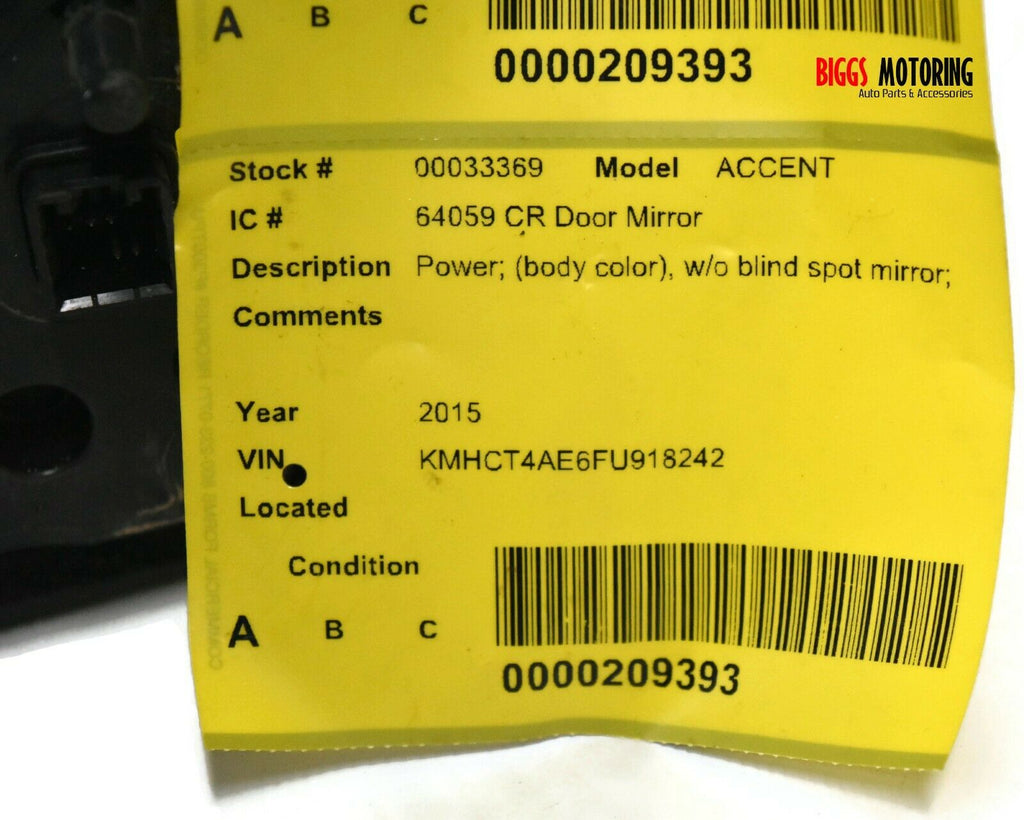 A B C
0000209393
BIGGS MOTORING
Auto Parts & Accessories
Stock # 00033369 Model ACCENT
IC # 64059 CR Door Mirror
Description Power; (body color), w/o blind spot mirror;
Comments
Year 2015
VIN KMHCT4AE6FU918242
Located
Condition
A B C
0000209393